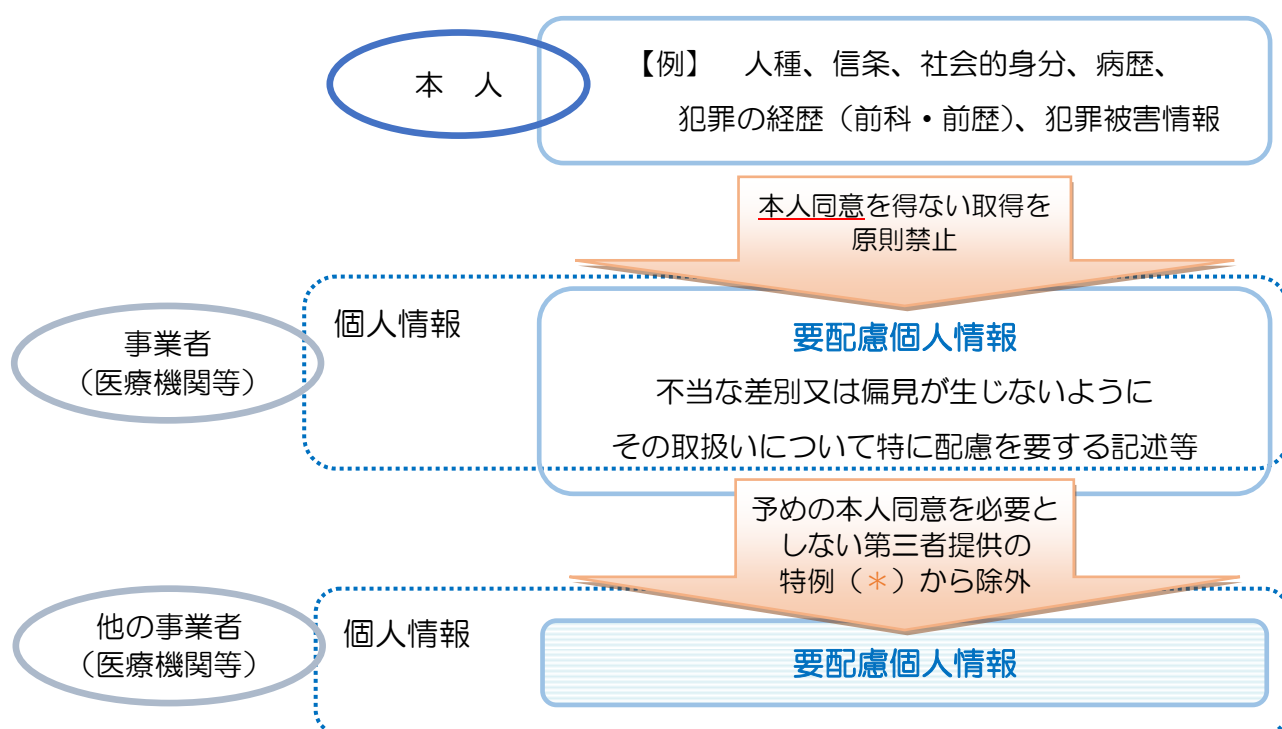 本　人
【例】　人種、信条、社会的身分、病歴、
犯罪の経歴（前科・前歴）、犯罪被害情報
本人同意を得ない取得を
原則禁止
事業者
（医療機関等）
個人情報
要配慮個人情報
不当な差別又は偏見が生じないように
その取扱いについて特に配慮を要する記述等
予めの本人同意を必要と
しない第三者提供の
特例（＊）から除外
他の事業者
（医療機関等）
個人情報
要配慮個人情報